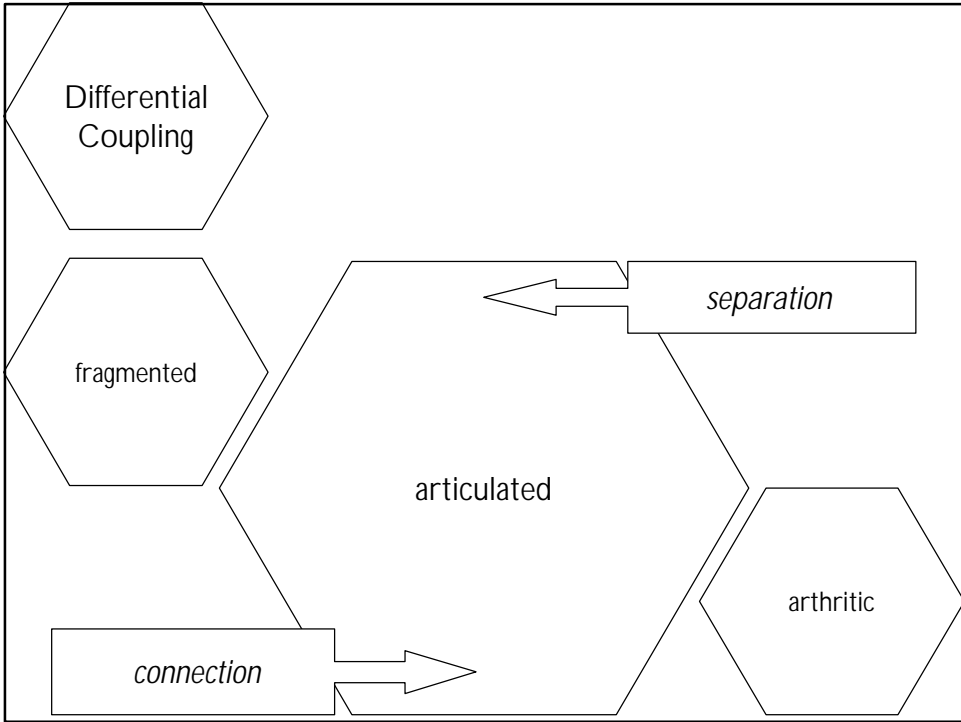 Differential
Coupling
separation
fragmented
articulated
arthritic
connection